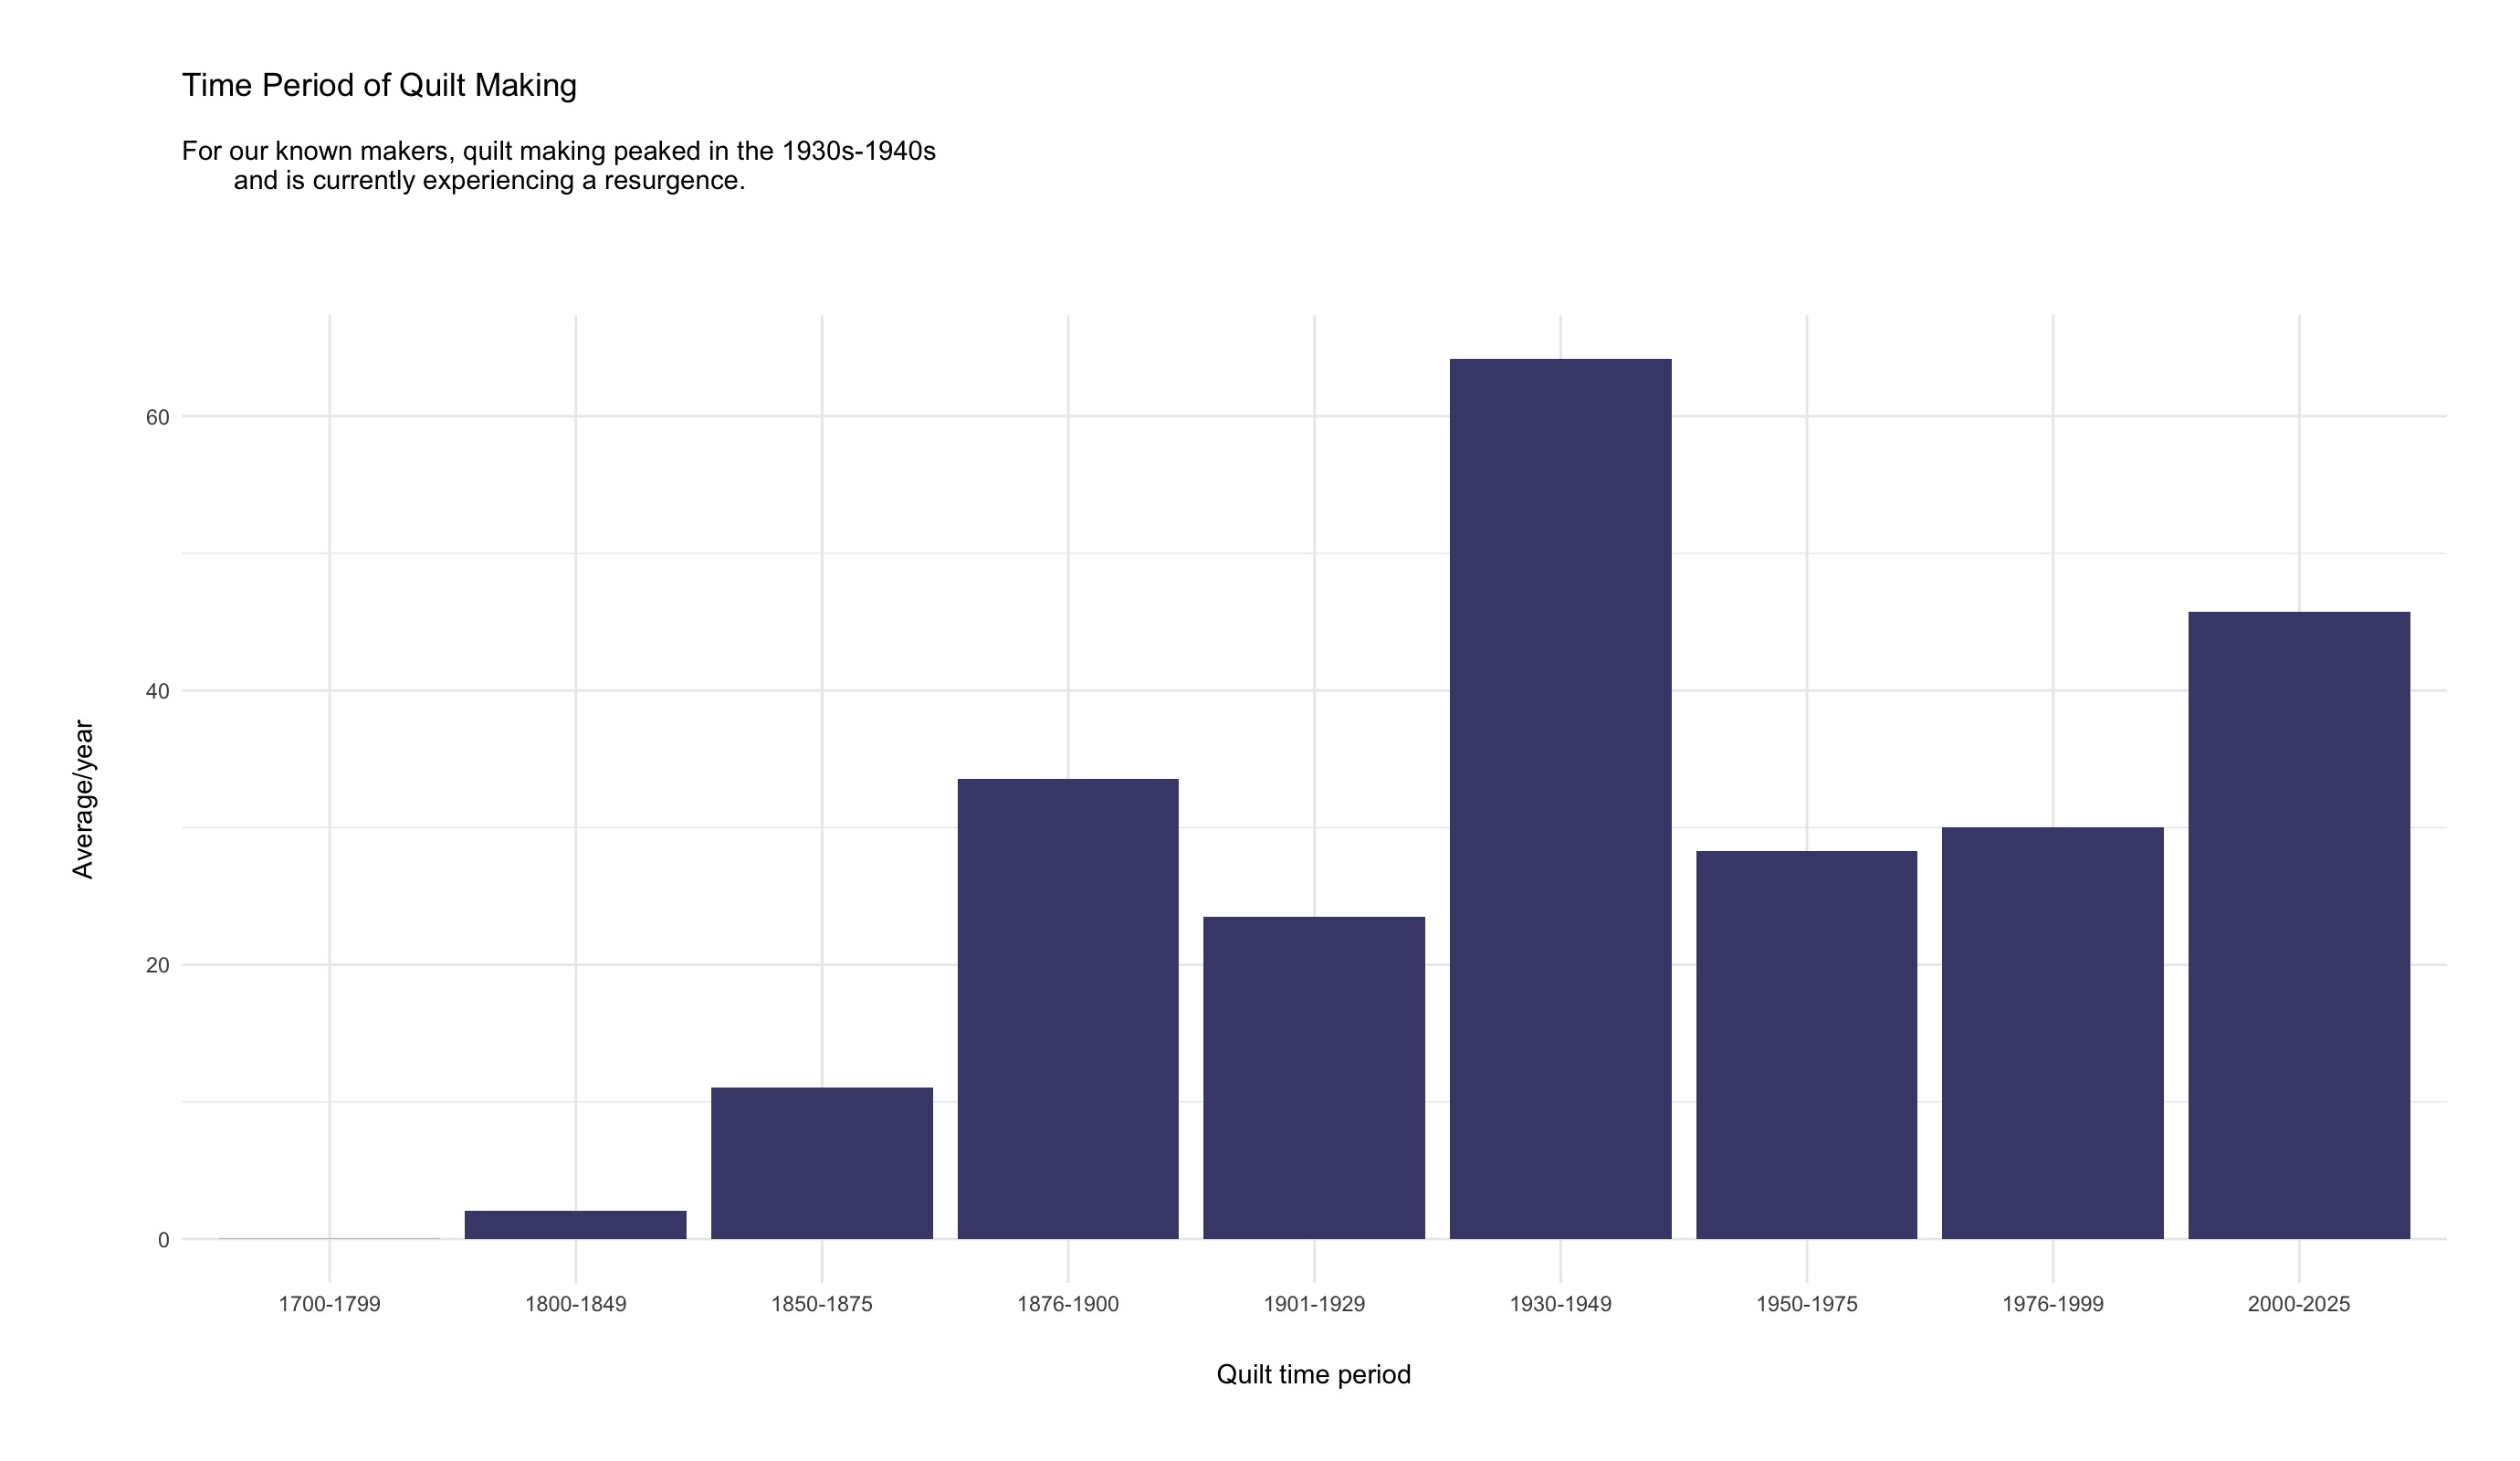 Time Period of Quilt Making
For our known makers, quilt making peaked in the 1930s-1940s
and is currently experiencing a resurgence.
60
40
20
0
Average/year
1700-1799
1800-1849
1850-1875
1876-1900
1901-1929
1930-1949
1950-1975
1976-1999
2000-2025
Quilt time period